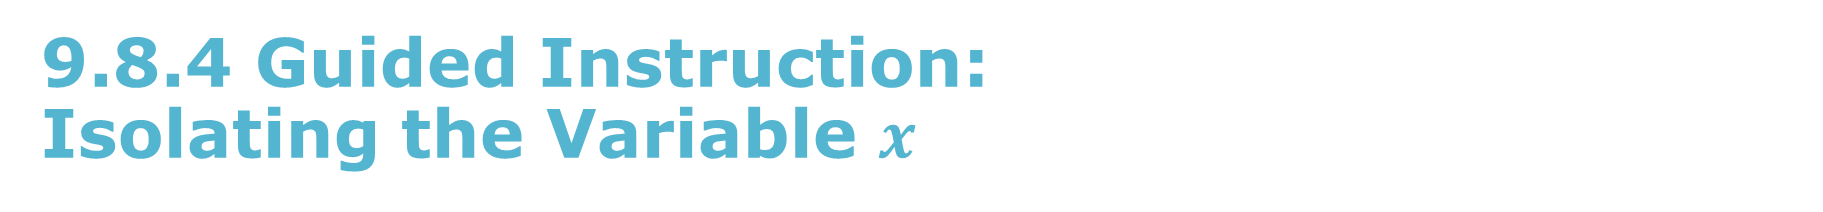 9.8.4 Guided Instruction:
Isolating the Variable x